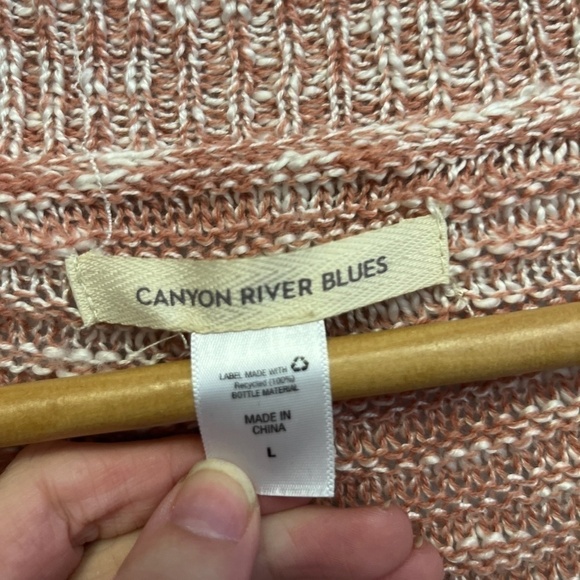 CANYON RIVER BLUES
LABEL MADE WITH
Recycled (100%)
BOTTLE MATERIAL
MADE IN
CHINA
L